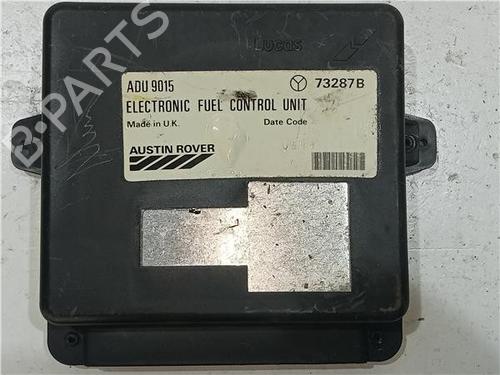 Lucas
ADU 9015
73287B
ELECTRONIC FUEL CONTROL UNIT
Made in U.K.
Date Code
AUSTIN ROVER
B-PARTS